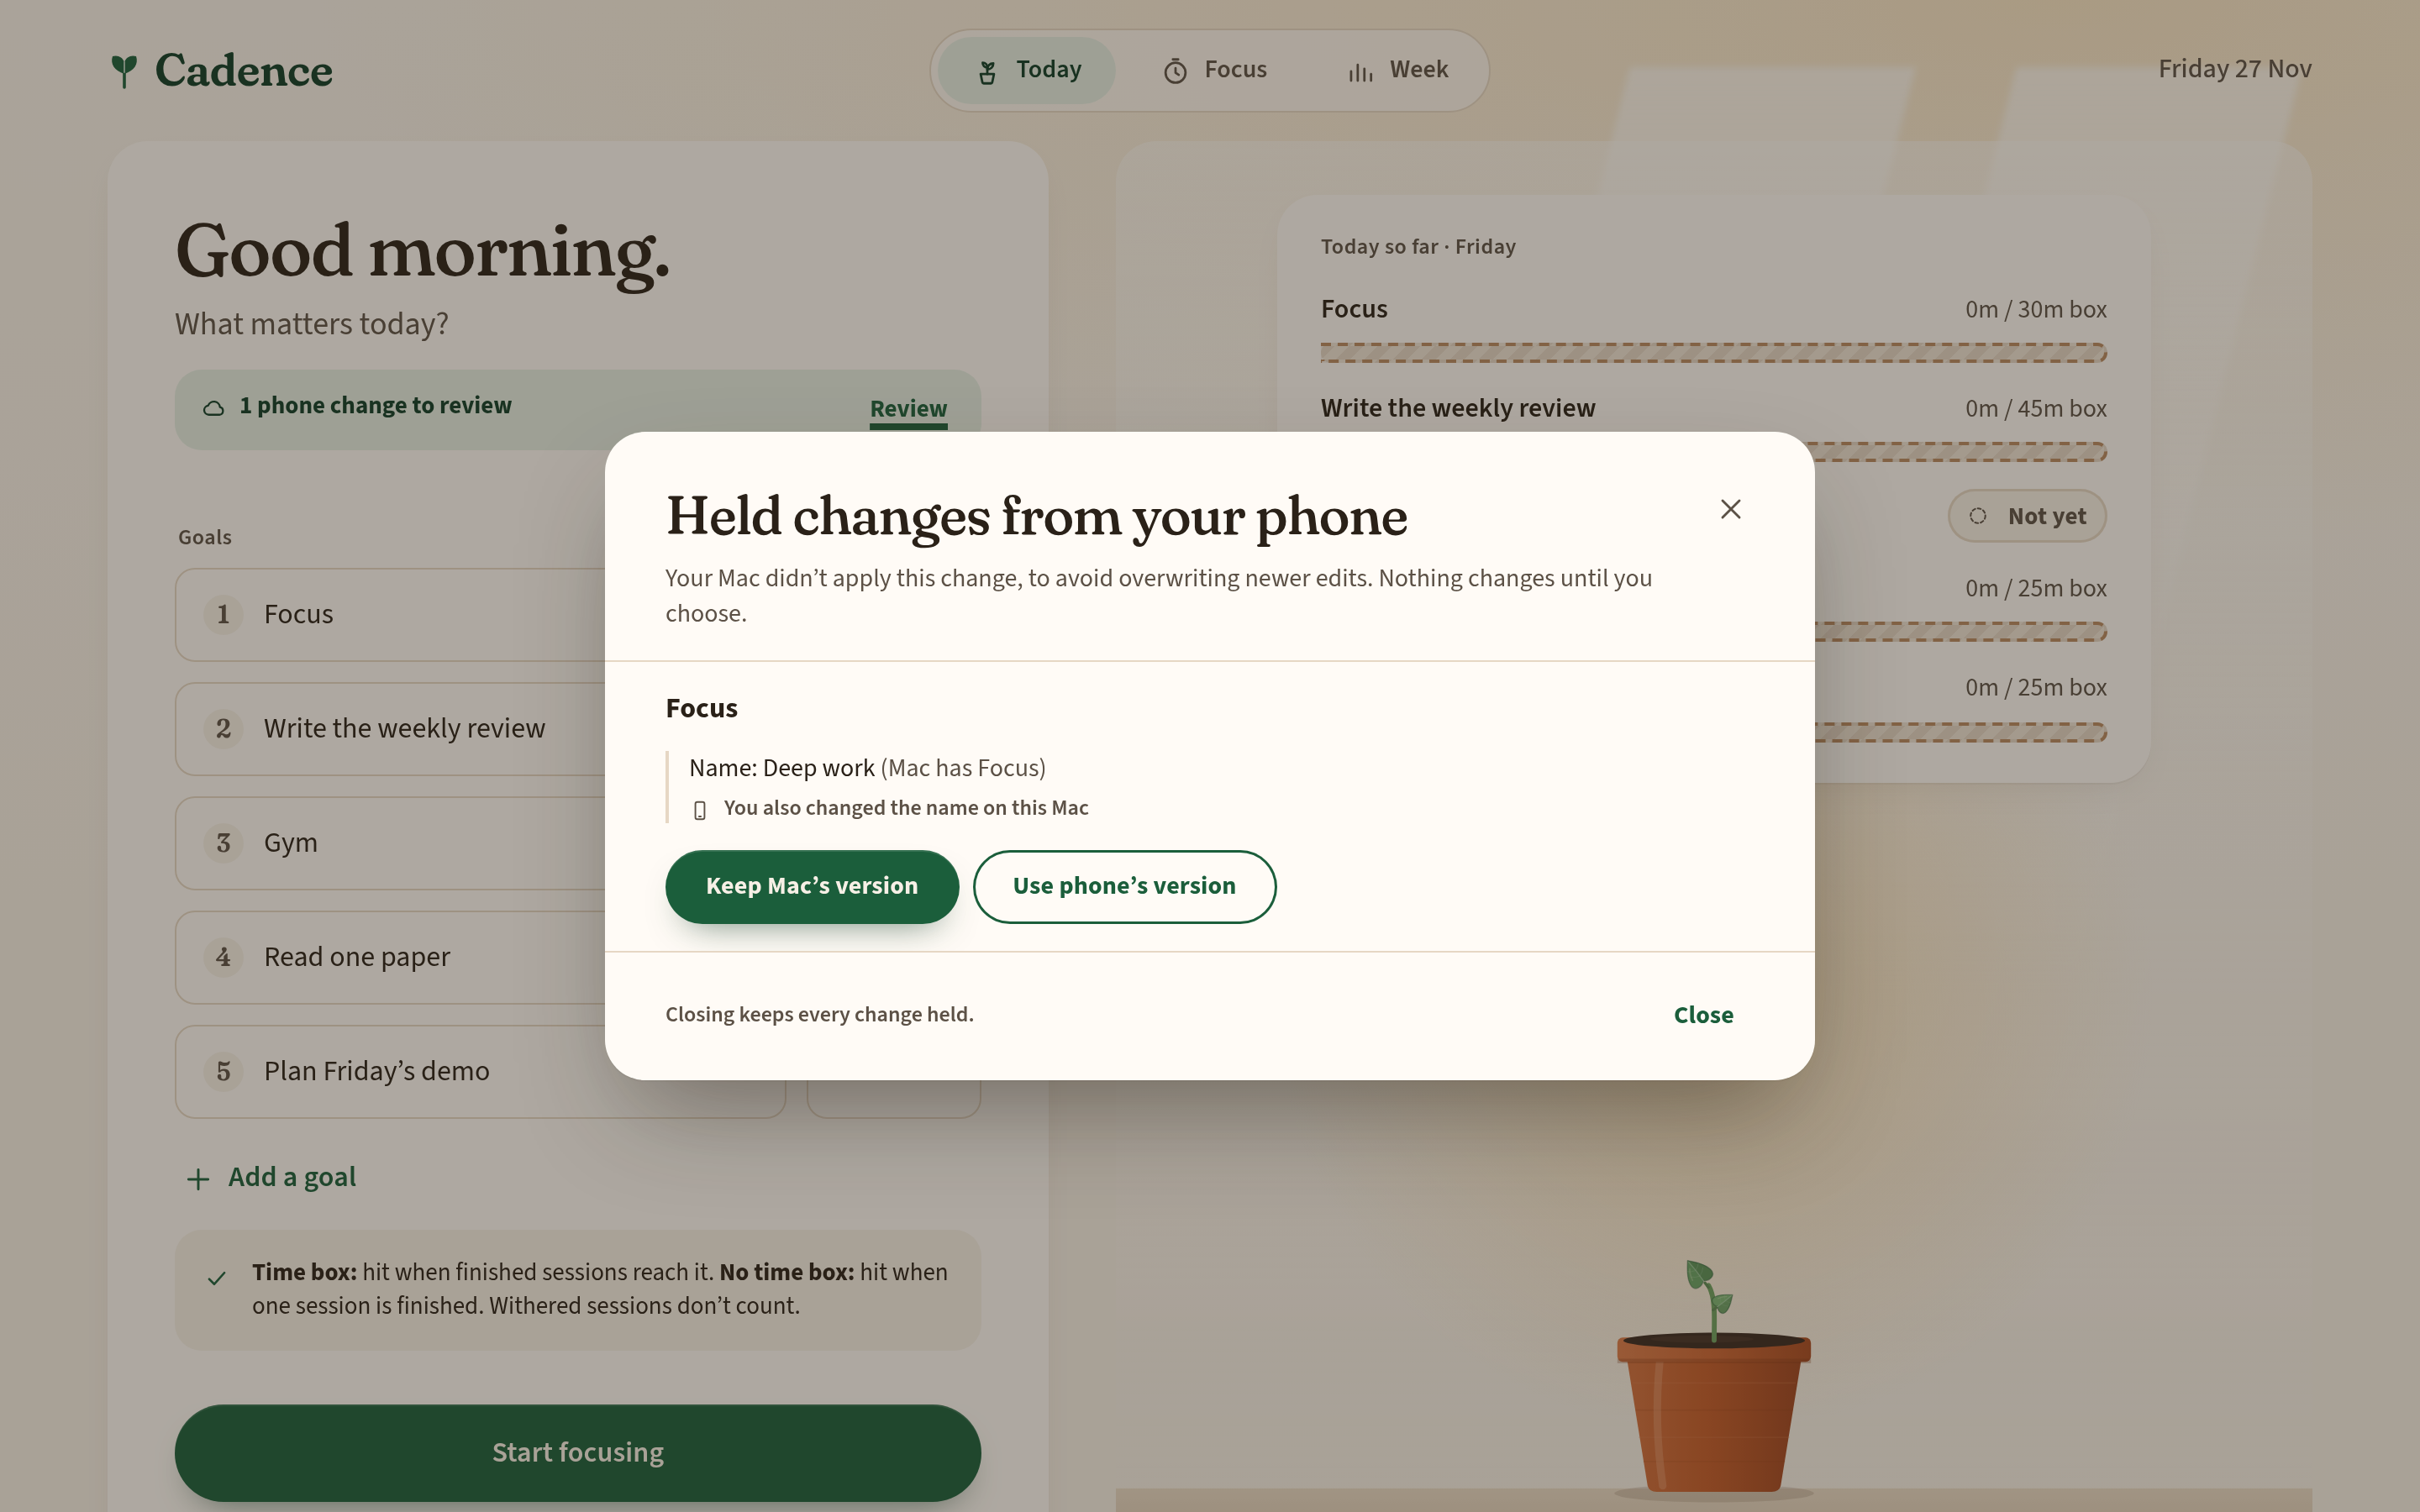 Cadence
Today
Focus
Week
Friday 27 Nov
Good morning.
What matters today?
1 phone change to review
Review
Goals
1 Focus
2 Write the weekly review
3 Gym
4 Read one paper
5 Plan Friday’s demo
Add a goal
Time box: hit when finished sessions reach it. No time box: hit when
one session is finished. Withered sessions don’t count.
Start focusing
Today so far · Friday
Focus 0m / 30m box
Write the weekly review 0m / 45m box
Not yet
0m / 25m box
0m / 25m box
Held changes from your phone
Your Mac didn’t apply this change, to avoid overwriting newer edits. Nothing changes until you
choose.
Focus
Name: Deep work (Mac has Focus)
You also changed the name on this Mac
Keep Mac’s version
Use phone’s version
Closing keeps every change held.
Close